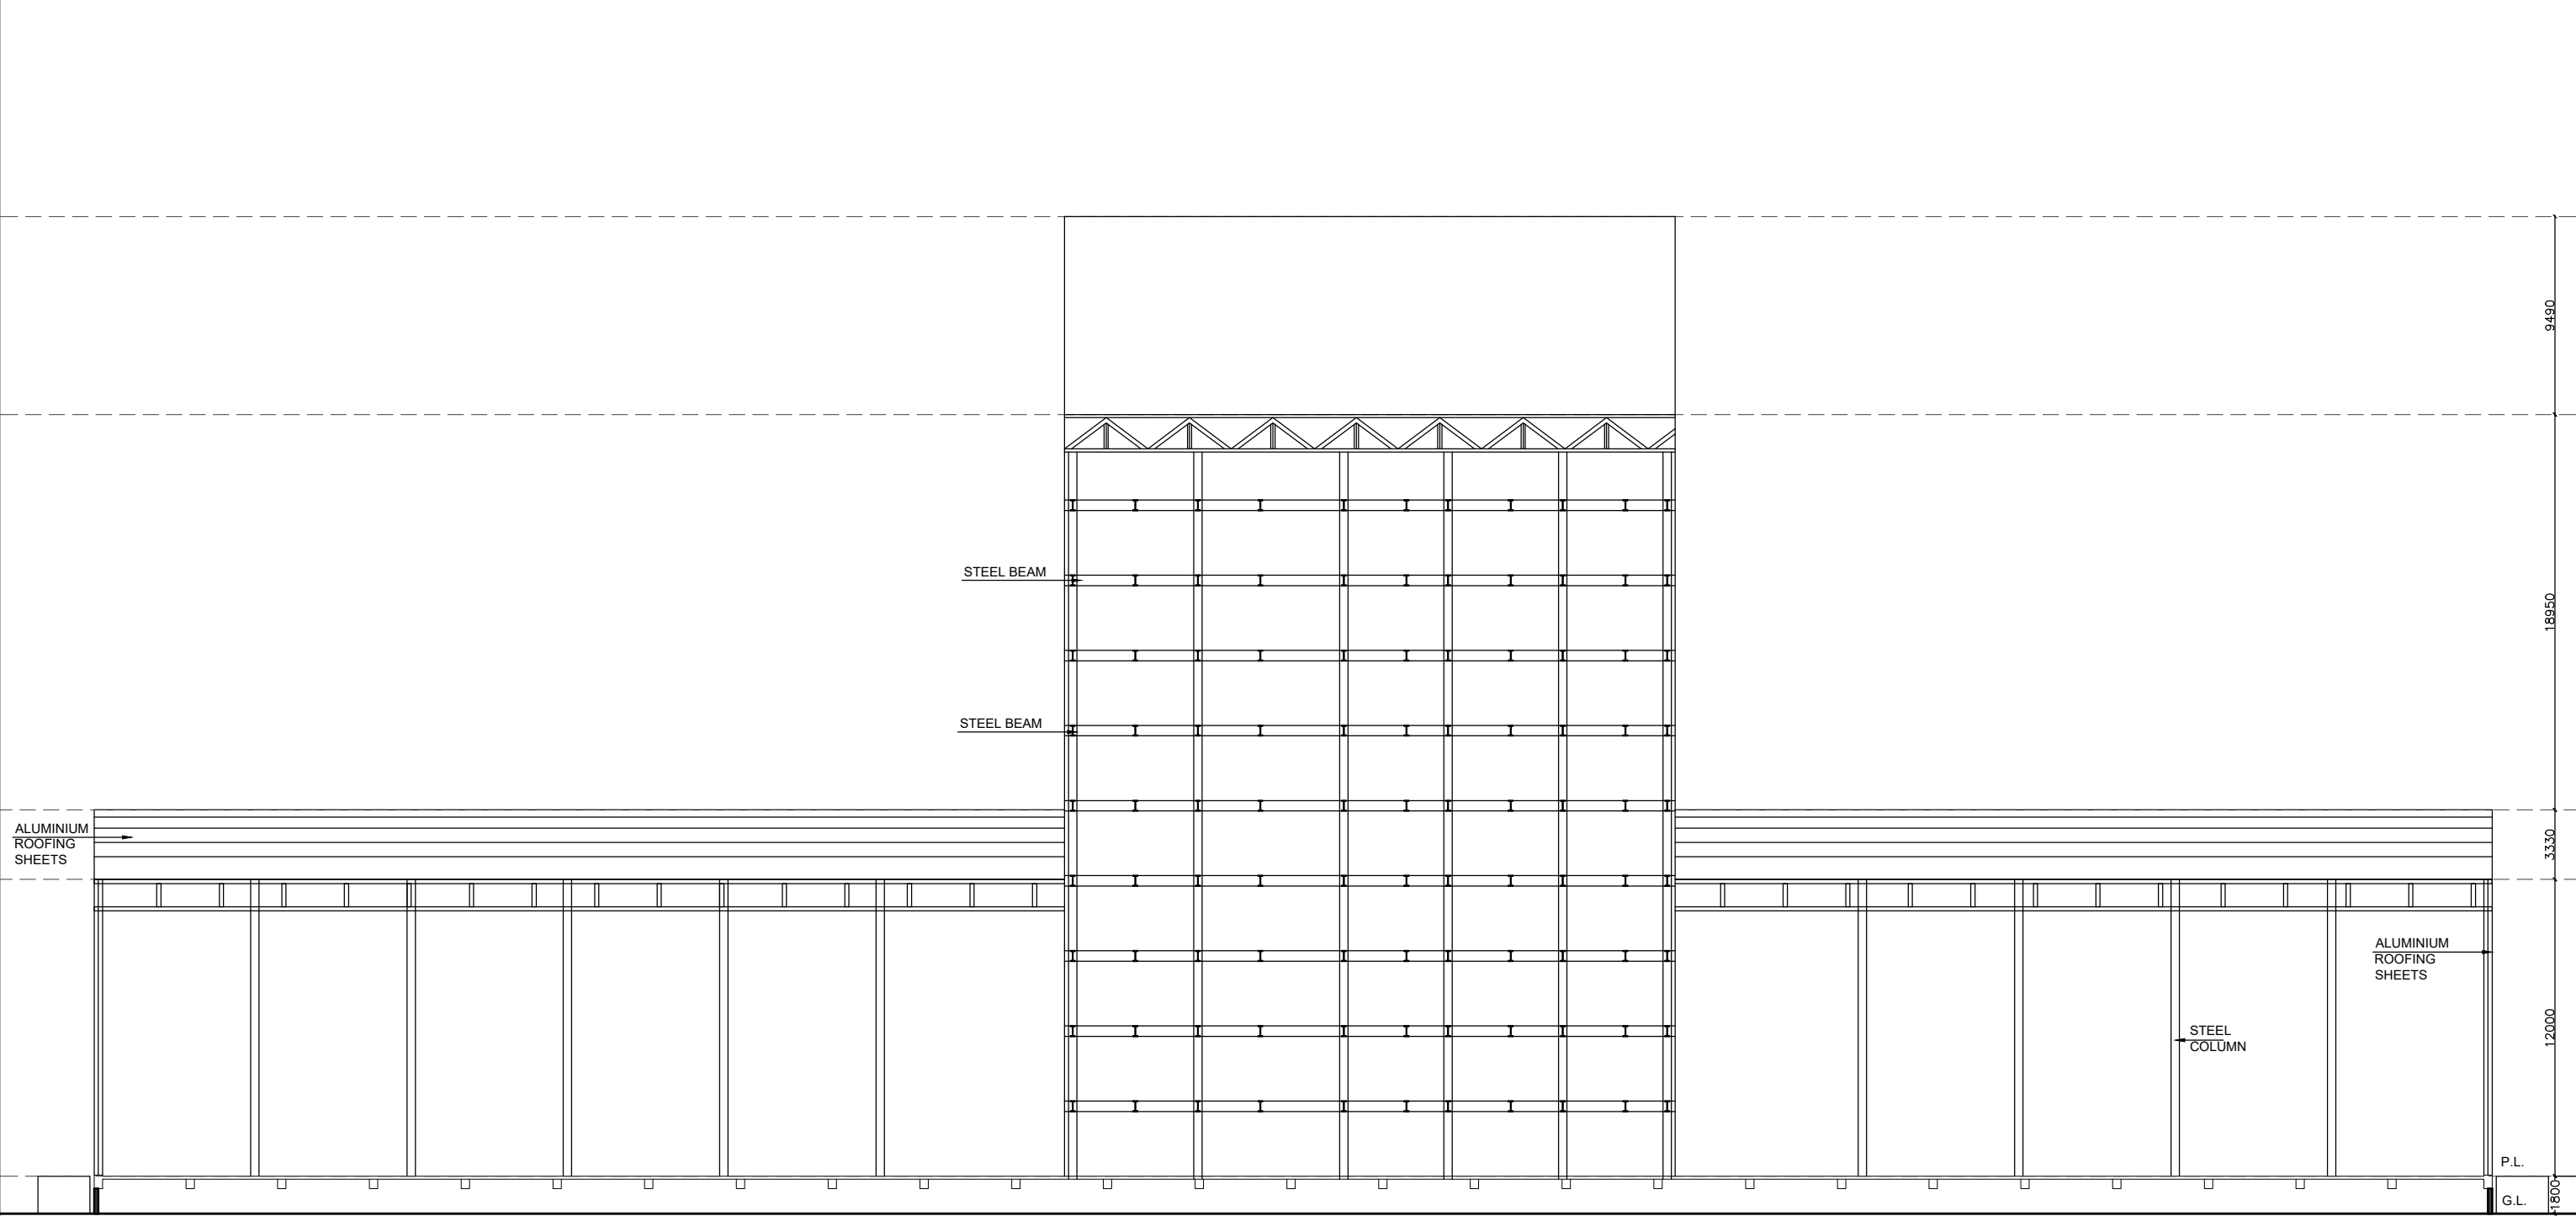 9490
18950
STEEL BEAM
STEEL BEAM
ALUMINIUM
ROOFING
SHEETS
3330
ALUMINIUM
ROOFING
SHEETS
12000
STEEL
COLUMN
P.L.
G.L.
1800